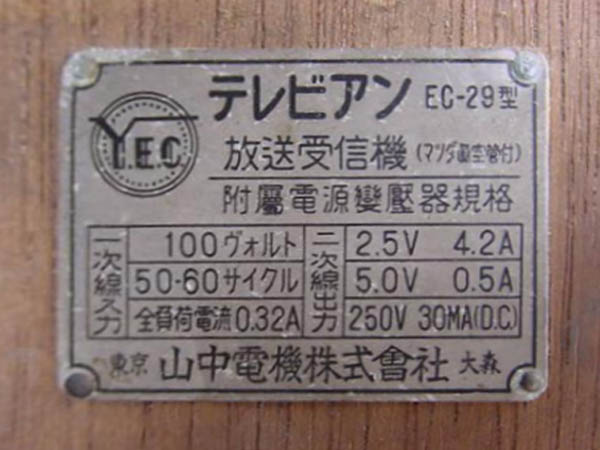 Y.E.C
テレビアン EC-29型
放送受信機(マツダ眞空管付)
附屬電源變壓器規格
一次線入力
100ヴォルト
50-60サイクル
全負荷電流0.32A
二次線出力
2.5V 4.2A
5.0V 0.5A
250V 30MA(D.C.)
東京 山中電機株式會社 大森